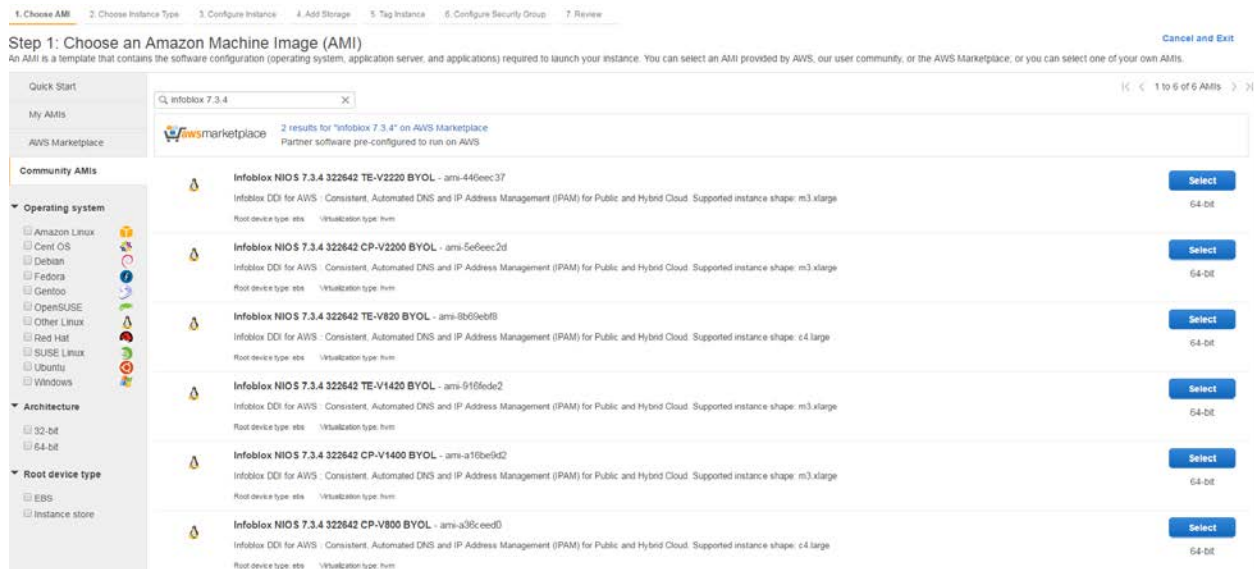 1. Choose AMI 2. Choose Instance Type 3. Configure Instance 4. Add Storage 5. Tag Instance 6. Configure Security Group 7. Review
Step 1: Choose an Amazon Machine Image (AMI)
Cancel and Exit
An AMI is a template that contains the software configuration (operating system, application server, and applications) required to launch your instance. You can select an AMI provided by AWS, our user community, or the AWS Marketplace; or you can select one of your own AMIs.
Quick Start
My AMIs
AWS Marketplace
Community AMIs
Operating system
Amazon Linux
Cent OS
Debian
Fedora
Gentoo
OpenSUSE
Other Linux
Red Hat
SUSE Linux
Ubuntu
Windows
Architecture
32-bit
64-bit
Root device type
EBS
Instance store
infoblox 7.3.4
1 to 6 of 6 AMIs
awsmarketplace
2 results for "infoblox 7.3.4" on AWS Marketplace
Partner software pre-configured to run on AWS
Infoblox NIOS 7.3.4 322642 TE-V2220 BYOL - ami-446eec37
Infoblox DDI for AWS : Consistent, Automated DNS and IP Address Management (IPAM) for Public and Hybrid Cloud. Supported instance shape: m3.xlarge
Root device type: ebs Virtualization type: hvm
Select
64-bit
Infoblox NIOS 7.3.4 322642 CP-V2200 BYOL - ami-5e6eec2d
Infoblox DDI for AWS : Consistent, Automated DNS and IP Address Management (IPAM) for Public and Hybrid Cloud. Supported instance shape: m3.xlarge
Root device type: ebs Virtualization type: hvm
Select
64-bit
Infoblox NIOS 7.3.4 322642 TE-V820 BYOL - ami-8b69ebf8
Infoblox DDI for AWS : Consistent, Automated DNS and IP Address Management (IPAM) for Public and Hybrid Cloud. Supported instance shape: c4.large
Root device type: ebs Virtualization type: hvm
Select
64-bit
Infoblox NIOS 7.3.4 322642 TE-V1420 BYOL - ami-916fede2
Infoblox DDI for AWS : Consistent, Automated DNS and IP Address Management (IPAM) for Public and Hybrid Cloud. Supported instance shape: m3.xlarge
Root device type: ebs Virtualization type: hvm
Select
64-bit
Infoblox NIOS 7.3.4 322642 CP-V1400 BYOL - ami-a16be9d2
Infoblox DDI for AWS : Consistent, Automated DNS and IP Address Management (IPAM) for Public and Hybrid Cloud. Supported instance shape: m3.xlarge
Root device type: ebs Virtualization type: hvm
Select
64-bit
Infoblox NIOS 7.3.4 322642 CP-V800 BYOL - ami-a36ceed0
Infoblox DDI for AWS : Consistent, Automated DNS and IP Address Management (IPAM) for Public and Hybrid Cloud. Supported instance shape: c4.large
Root device type: ebs Virtualization type: hvm
Select
64-bit